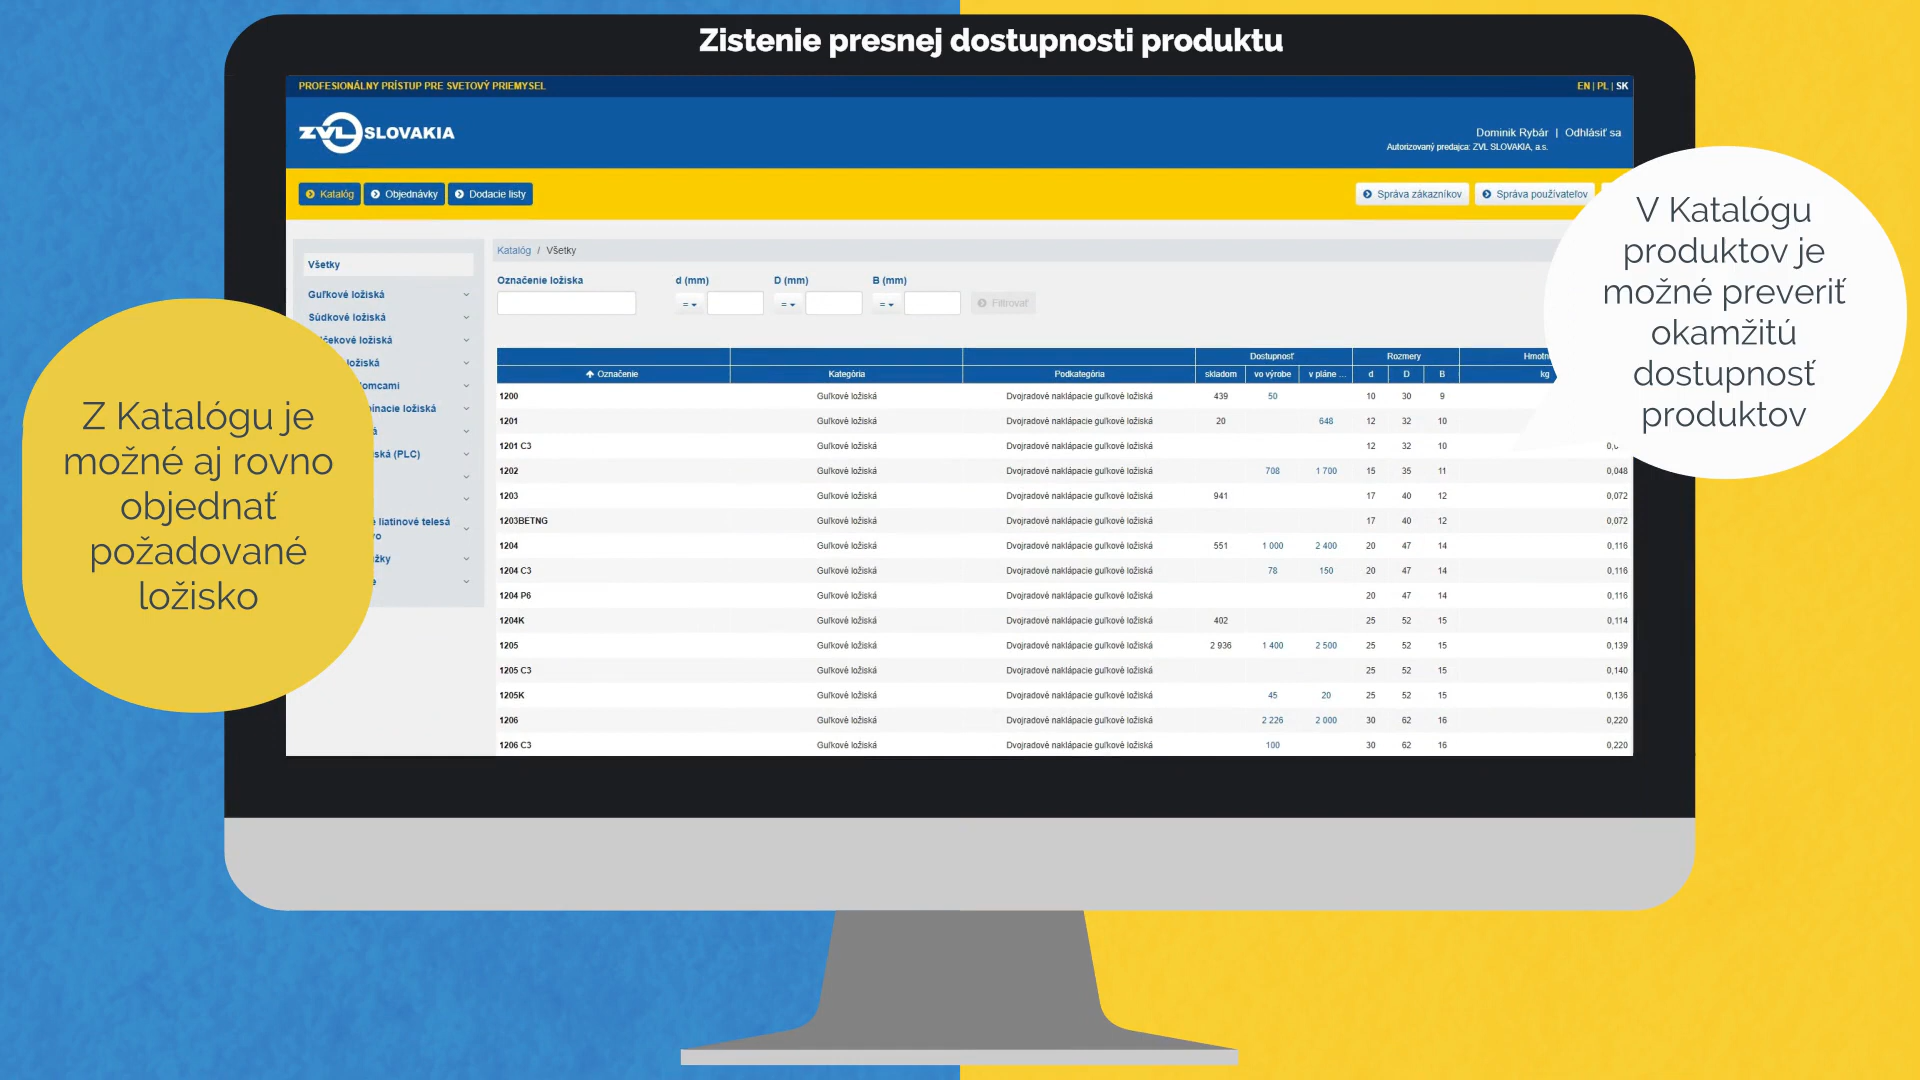 Zistenie presnej dostupnosti produktu
PROFESIONÁLNY PRÍSTUP PRE SVETOVÝ PRIEMYSEL
EN | PL | SK
ZVL SLOVAKIA
Dominik Rybár | Odhlásiť sa
Autorizovaný predajca: ZVL SLOVAKIA, a.s.
Katalóg Objednávky Dodacie listy
Správa zákazníkov Správa používateľov
V Katalógu
produktov je
možné preveriť
okamžitú
dostupnosť
produktov
Z Katalógu je
možné aj rovno
objednať
požadované
ložisko
Všetky
Guľkové ložiská
Súdkové ložiská
ložiská
ložiská
ložiská
(PLC)
liatinové telesá
Katalóg / Všetky
Označenie ložiska d (mm) D (mm) B (mm)
= = = Filtrovať
Dostupnosť Rozmery
Označenie Kategória Podkategória skladom vo výrobe v pláne ... d D B kg
1200 Guľkové ložiská Dvojradové naklápacie guľkové ložiská 439 50 10 30 9
1201 Guľkové ložiská Dvojradové naklápacie guľkové ložiská 20 648 12 32 10
1201 C3 Guľkové ložiská Dvojradové naklápacie guľkové ložiská 12 32 10
1202 Guľkové ložiská Dvojradové naklápacie guľkové ložiská 708 1 700 15 35 11 0,048
1203 Guľkové ložiská Dvojradové naklápacie guľkové ložiská 941 17 40 12 0,072
1203BETNG Guľkové ložiská Dvojradové naklápacie guľkové ložiská 17 40 12 0,072
1204 Guľkové ložiská Dvojradové naklápacie guľkové ložiská 551 1 000 2 400 20 47 14 0,116
1204 C3 Guľkové ložiská Dvojradové naklápacie guľkové ložiská 78 150 20 47 14 0,116
1204 P6 Guľkové ložiská Dvojradové naklápacie guľkové ložiská 20 47 14 0,116
1204K Guľkové ložiská Dvojradové naklápacie guľkové ložiská 402 25 52 15 0,114
1205 Guľkové ložiská Dvojradové naklápacie guľkové ložiská 2 936 1 400 2 500 25 52 15 0,139
1205 C3 Guľkové ložiská Dvojradové naklápacie guľkové ložiská 25 52 15 0,140
1205K Guľkové ložiská Dvojradové naklápacie guľkové ložiská 45 20 25 52 15 0,136
1206 Guľkové ložiská Dvojradové naklápacie guľkové ložiská 2 226 2 000 30 62 16 0,220
1206 C3 Guľkové ložiská Dvojradové naklápacie guľkové ložiská 100 30 62 16 0,220